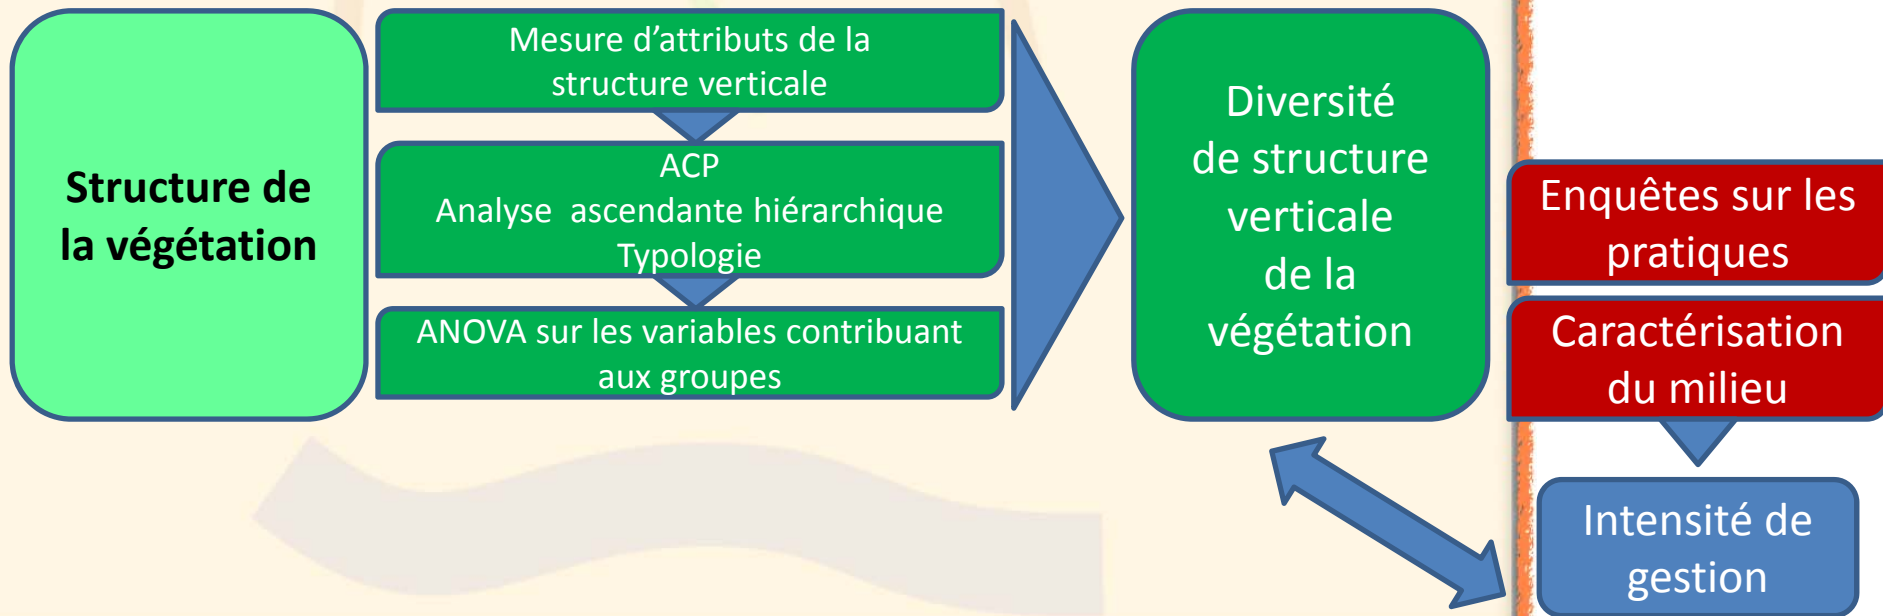 Structure de
la végétation
Mesure d'attributs de la
structure verticale
ACP
Analyse ascendante hiérarchique
Typologie
ANOVA sur les variables contribuant
aux groupes
Diversité
de structure
verticale
de la
végétation
Enquêtes sur les
pratiques
Caractérisation
du milieu
Intensité de
gestion